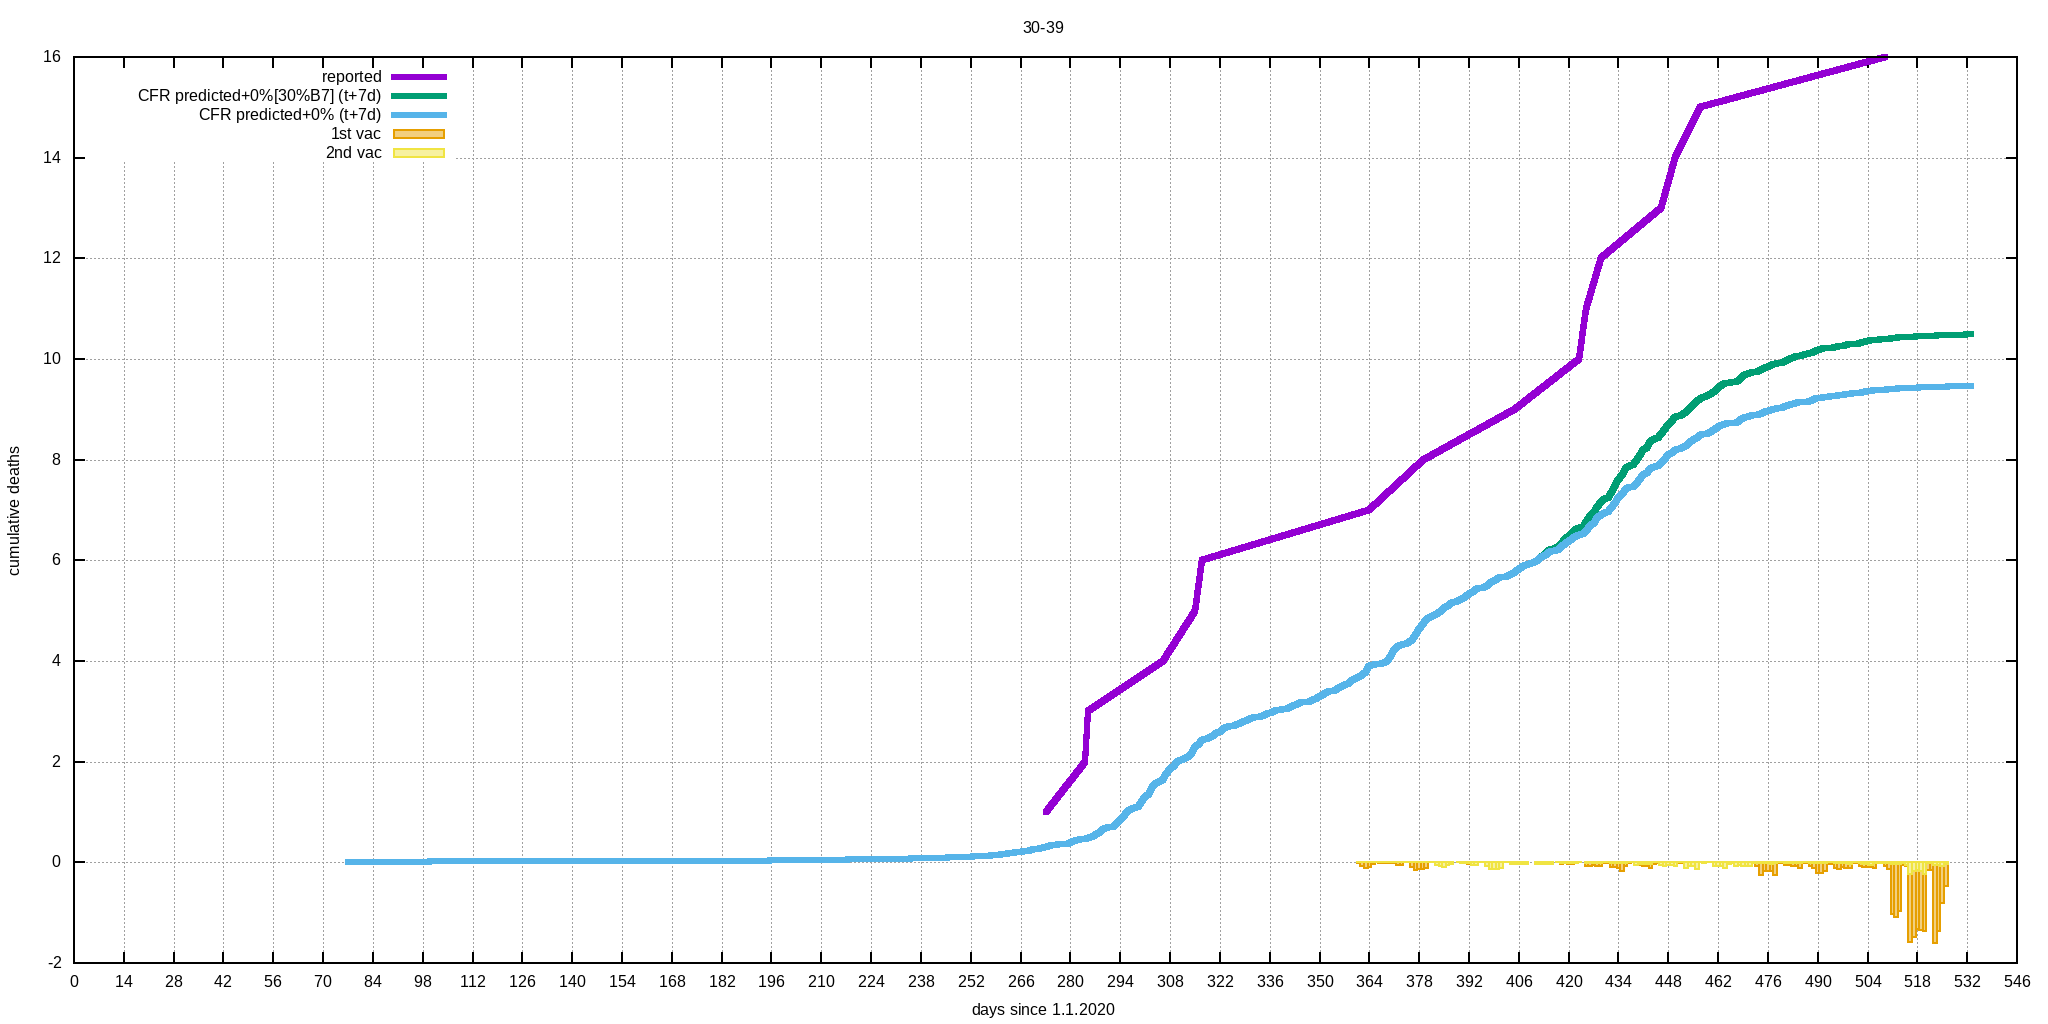 30-39
reported
CFR predicted+0%[30%B7] (t+7d)
CFR predicted+0% (t+7d)
1st vac
2nd vac
16
14
12
10
8
6
4
2
0
-2
cumulative deaths
0 14 28 42 56 70 84 98 112 126 140 154 168 182 196 210 224 238 252 266 280 294 308 322 336 350 364 378 392 406 420 434 448 462 476 490 504 518 532 546
days since 1.1.2020